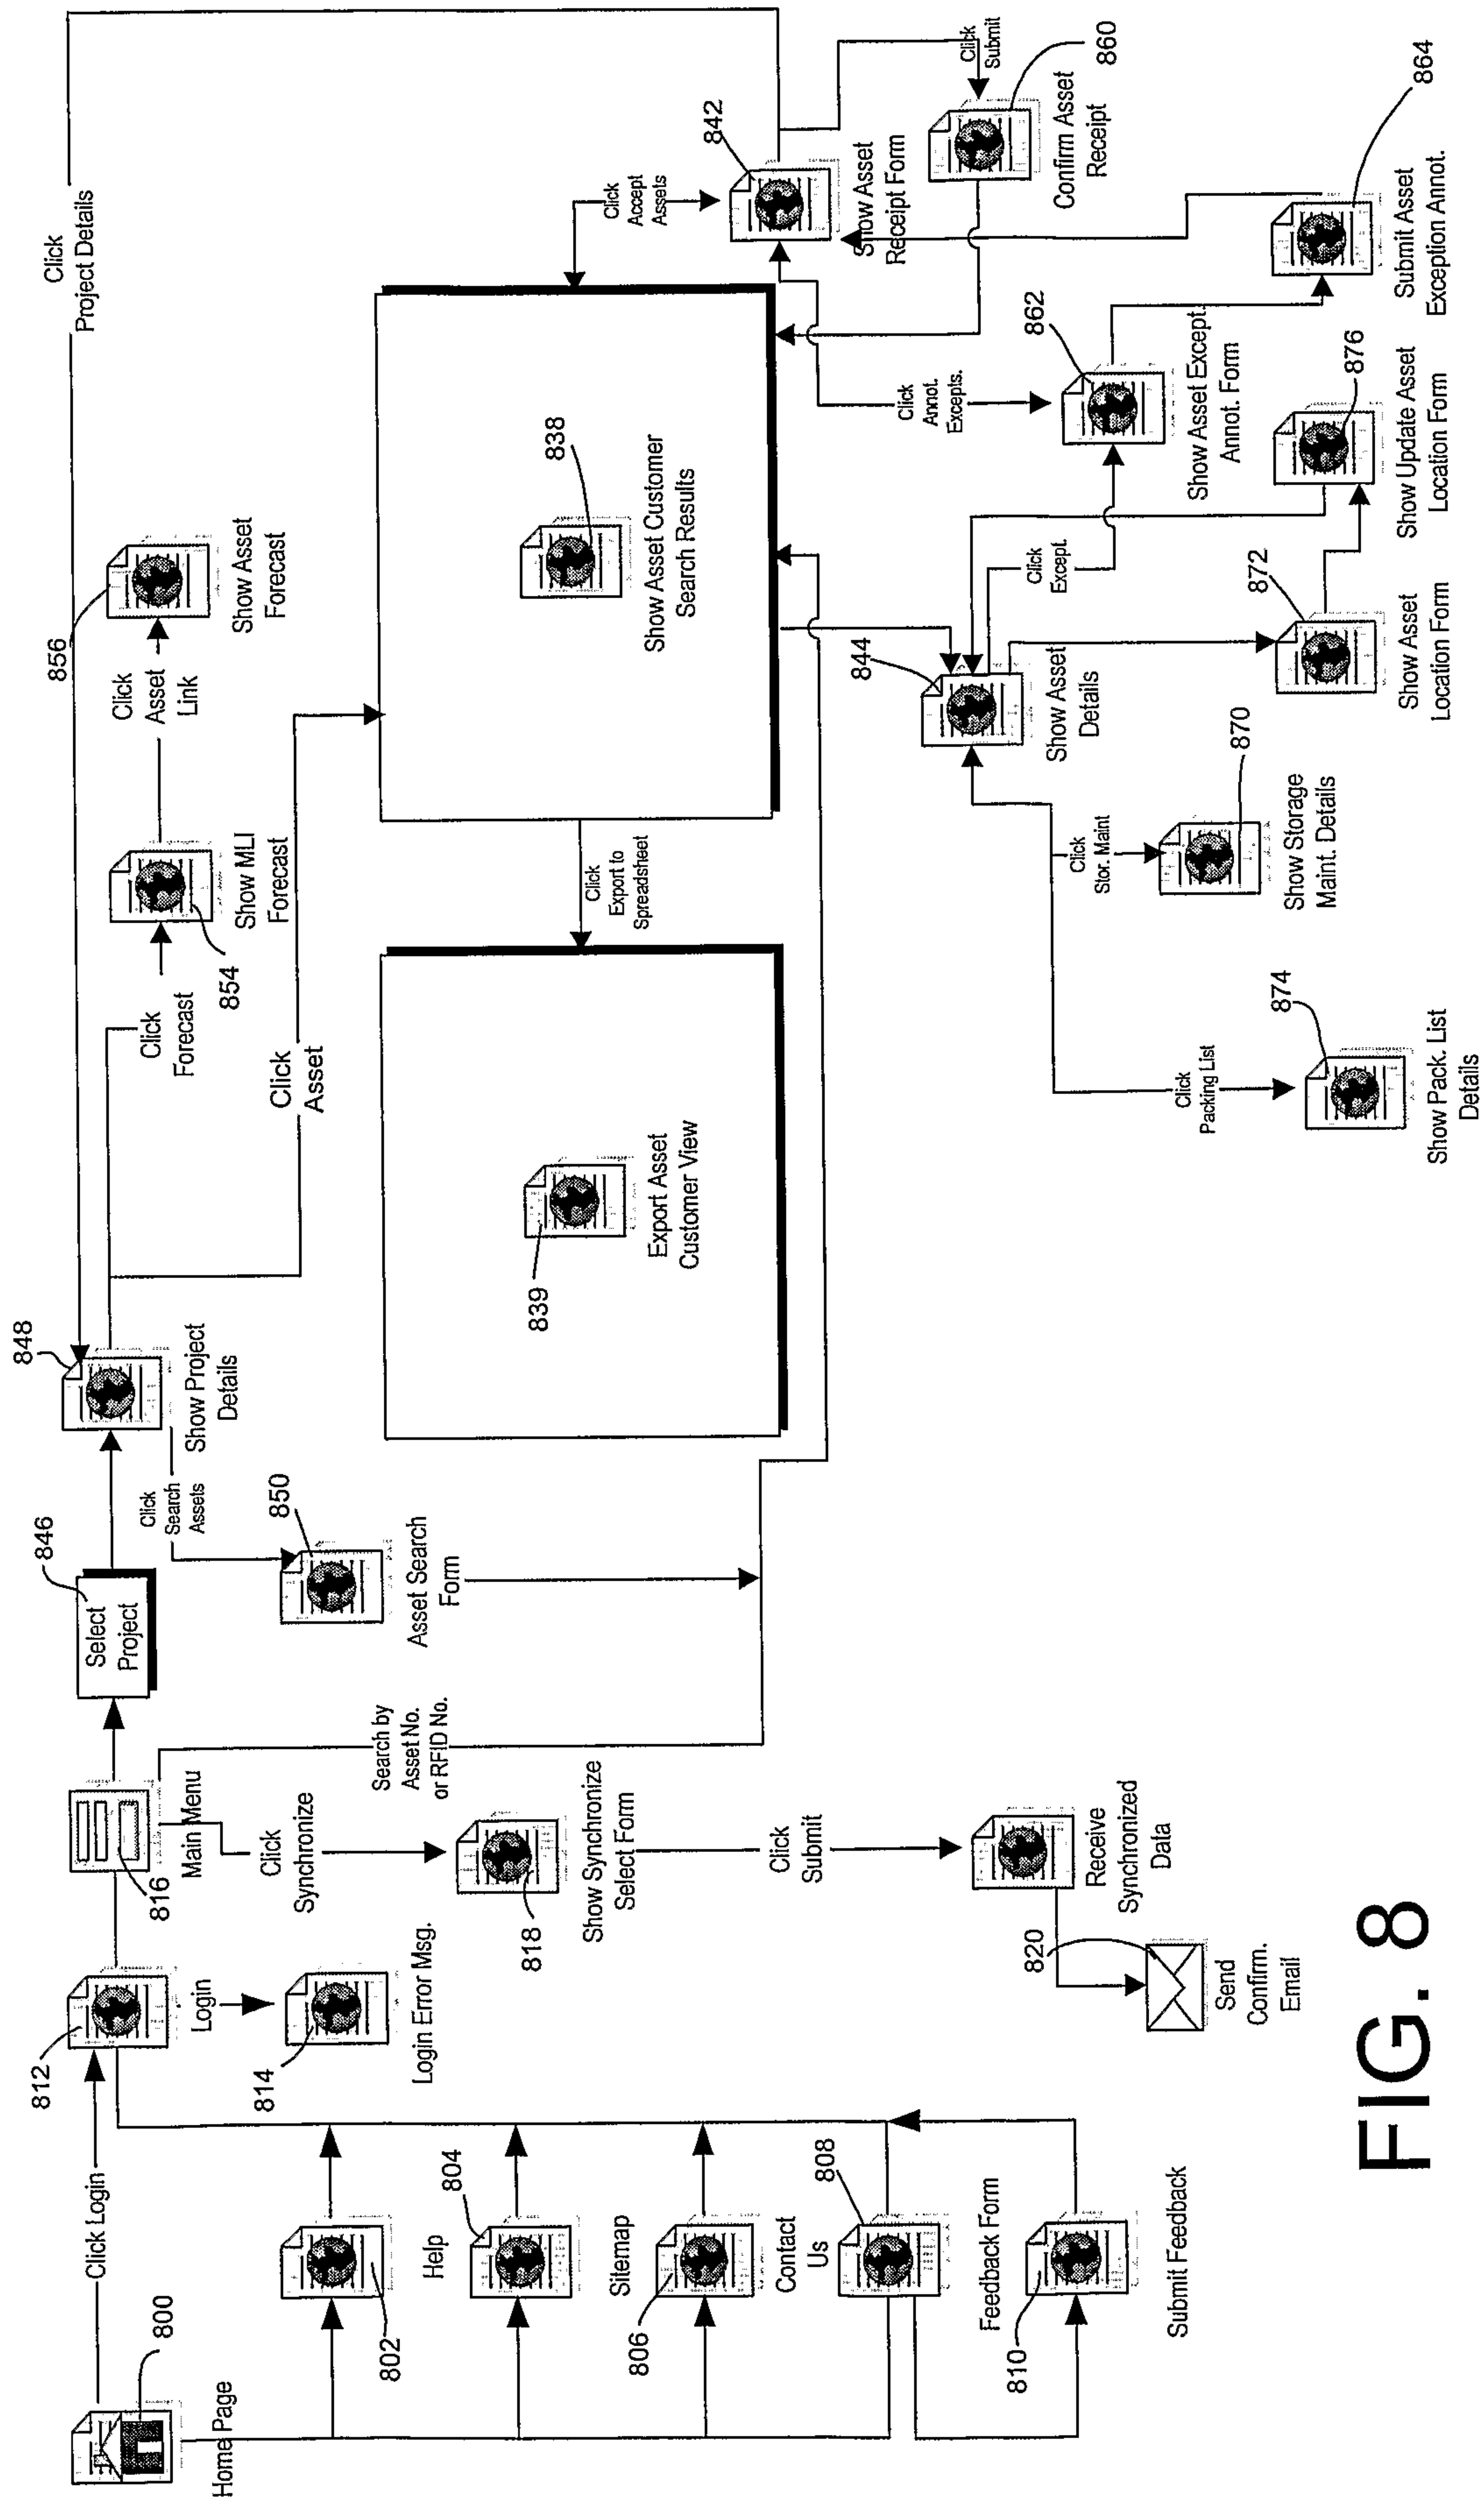 800
Home Page
Click Login
802
Help
804
Sitemap
806
Contact
Us
808
Feedback Form
810
Submit Feedback
812
Login
814
Login Error Msg.
816
Main Menu
Click
Synchronize
818
Show Synchronize
Select Form
Click
Submit
Receive
Synchronized
Data
820
Send
Confirm.
Email
Search by
Asset No.
or RFID No.
846
Select
Project
848
Show Project
Details
Click
Search
Assets
850
Asset Search
Form
Click
Project Details
Click
Forecast
854
Show MLI
Forecast
Click
Asset
Link
856
Show Asset
Forecast
Click
Asset
839
Export Asset
Customer View
Click
Export to
Spreadsheet
838
Show Asset Customer
Search Results
Click
Accept
Assets
842
Show Asset
Receipt Form
Click
Submit
860
Confirm Asset
Receipt
Click
Annot.
Excepts.
862
Show Asset Except.
Annot. Form
864
Submit Asset
Exception Annot.
844
Show Asset
Details
Click
Except.
Click
Stor. Maint
870
Show Storage
Maint. Details
872
Show Asset
Location Form
876
Show Update Asset
Location Form
Click
Packing List
874
Show Pack. List
Details
FIG. 8